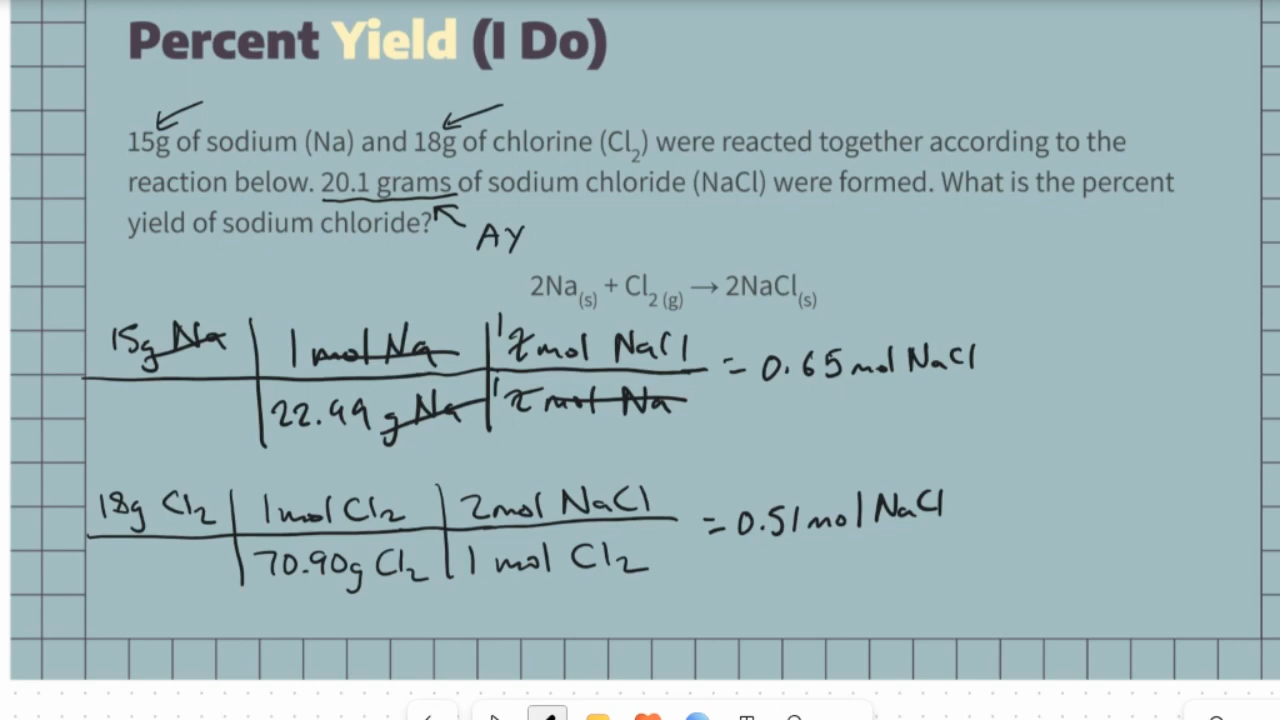 Percent Yield (I Do)
15g of sodium (Na) and 18g of chlorine (Cl₂) were reacted together according to the
reaction below. 20.1 grams of sodium chloride (NaCl) were formed. What is the percent
yield of sodium chloride?
AY
2Na(s) + Cl₂ (g) → 2NaCl(s)
15g Na | 1 mol Na | 1 2 mol NaCl = 0.65 mol NaCl
22.99 g Na | 1 2 mol Na
18g Cl₂ | 1 mol Cl₂ | 2 mol NaCl = 0.51 mol NaCl
70.90g Cl₂ | 1 mol Cl₂